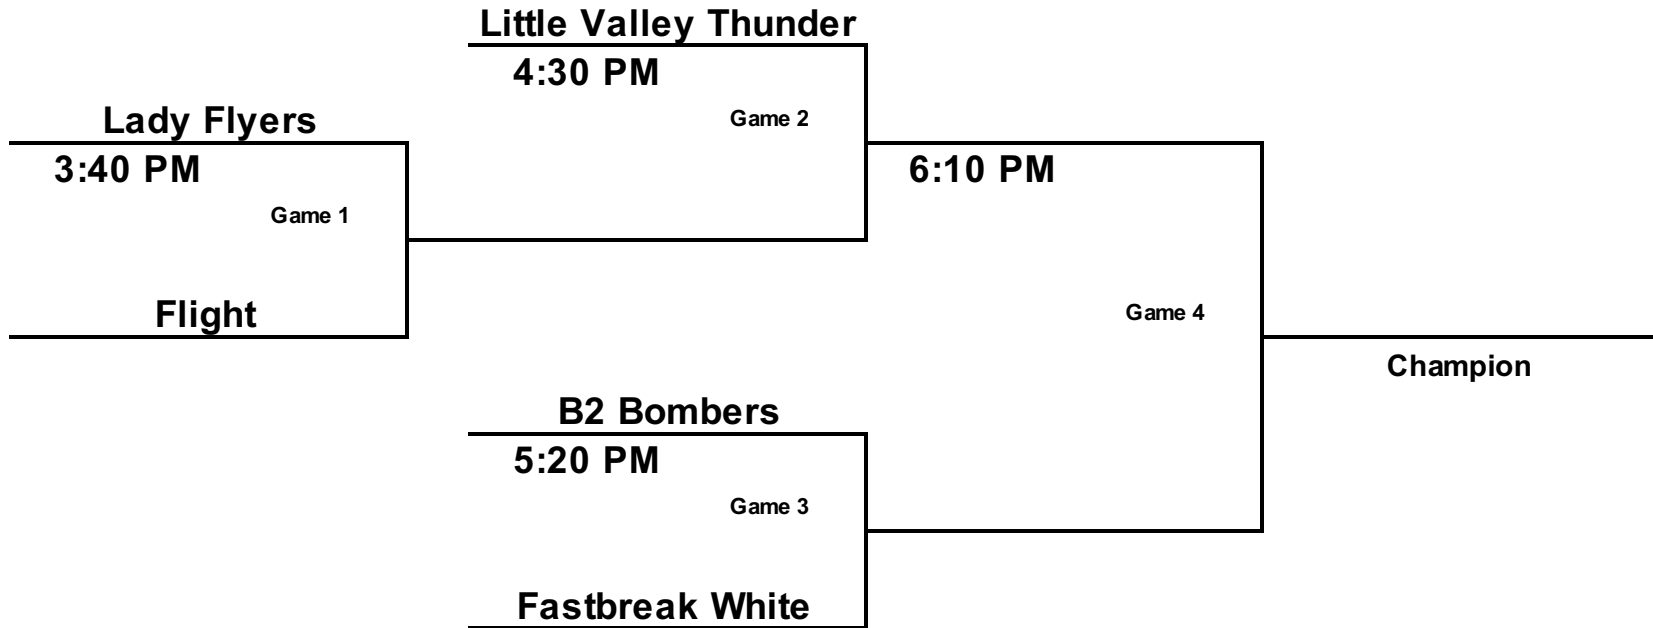 Little Valley Thunder
4:30 PM
Game 2
Lady Flyers
3:40 PM
Game 1
Flight
6:10 PM
Game 4
Champion
B2 Bombers
5:20 PM
Game 3
Fastbreak White